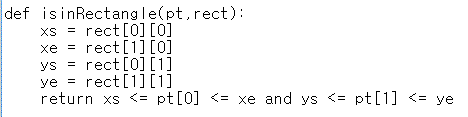 def isinRectangle(pt,rect):
    xs = rect[0][0]
    xe = rect[1][0]
    ys = rect[0][1]
    ye = rect[1][1]
    return xs <= pt[0] <= xe and ys <= pt[1] <= ye